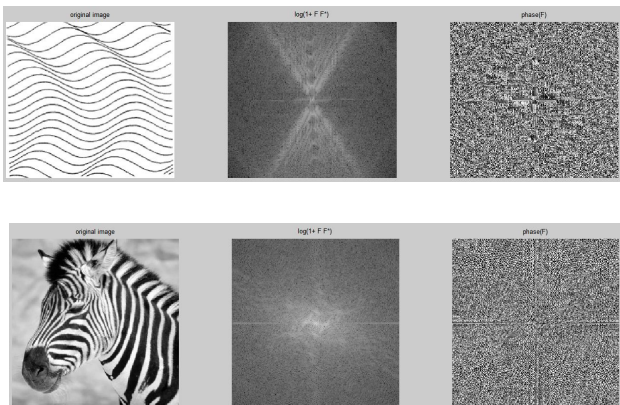 original image
log(1+ F F*)
phase(F)
original image
log(1+ F F*)
phase(F)